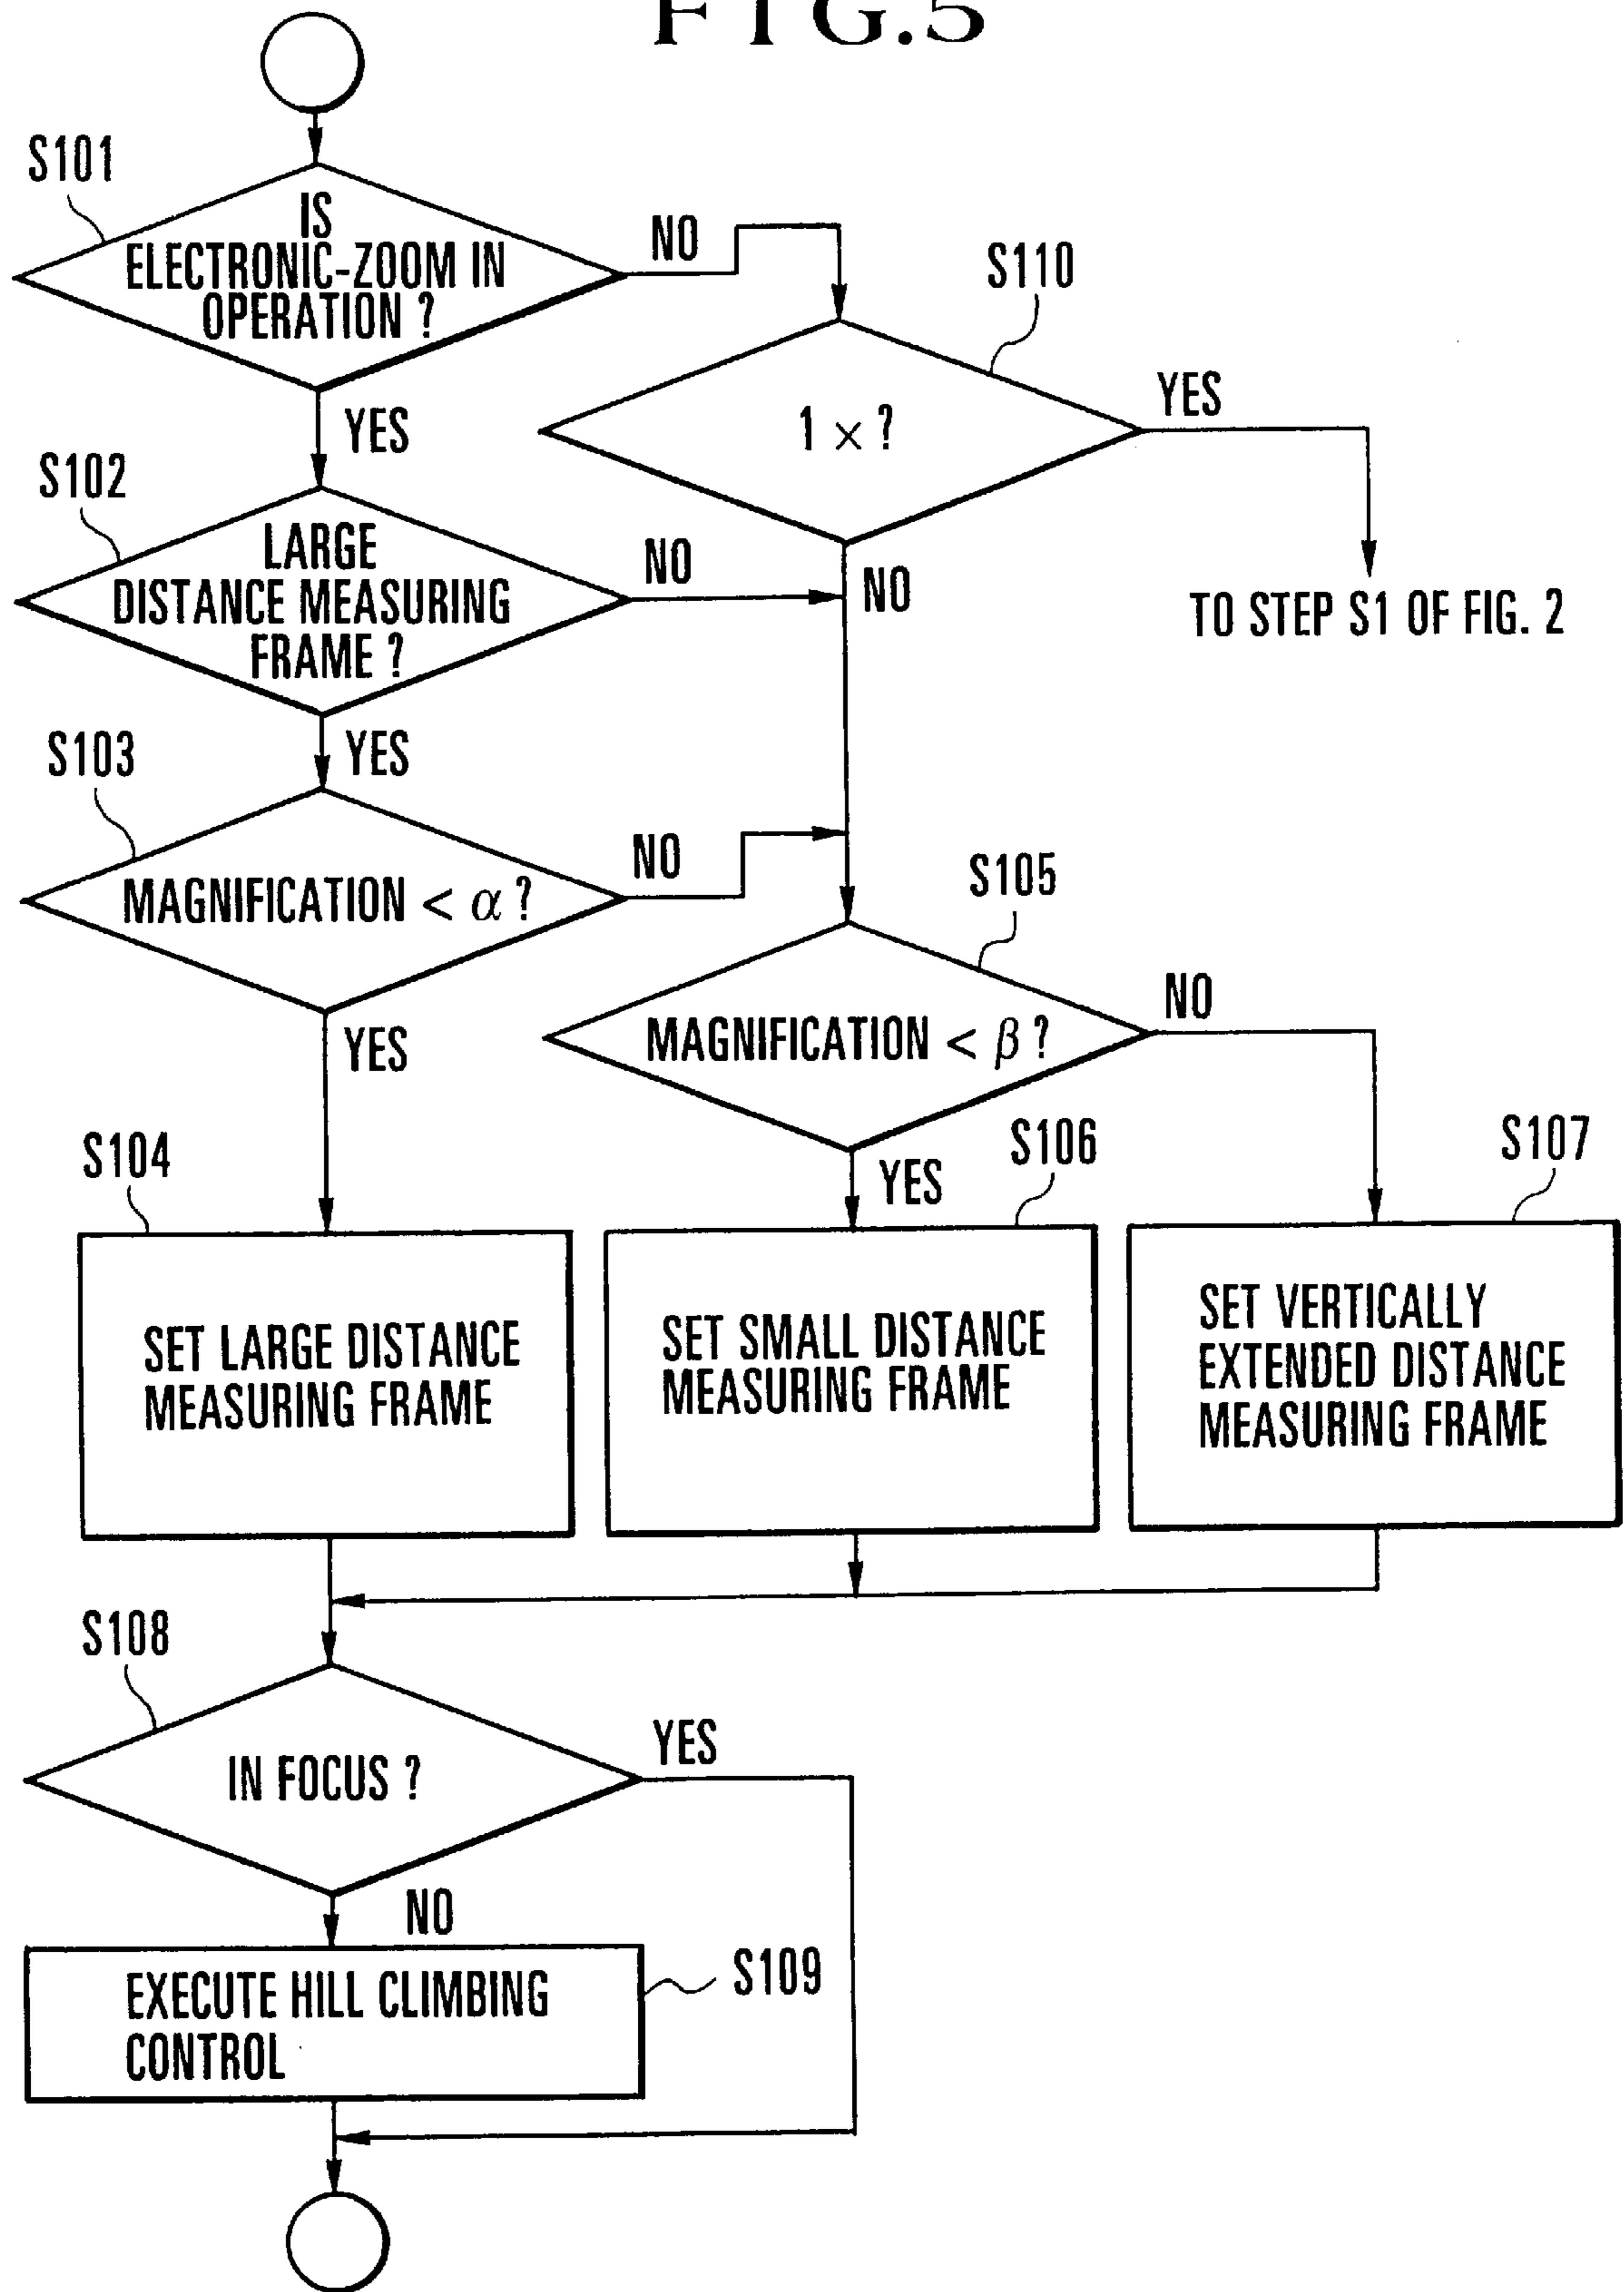 FIG.5
S101
IS
ELECTRONIC-ZOOM IN
OPERATION ?
NO
YES
S110
1 × ?
YES
NO
TO STEP S1 OF FIG. 2
S102
LARGE
DISTANCE MEASURING
FRAME ?
NO
YES
S103
MAGNIFICATION < α ?
NO
YES
S105
MAGNIFICATION < β ?
NO
YES
S104
SET LARGE DISTANCE
MEASURING FRAME
S106
SET SMALL DISTANCE
MEASURING FRAME
S107
SET VERTICALLY
EXTENDED DISTANCE
MEASURING FRAME
S108
IN FOCUS ?
YES
NO
EXECUTE HILL CLIMBING
CONTROL
S109